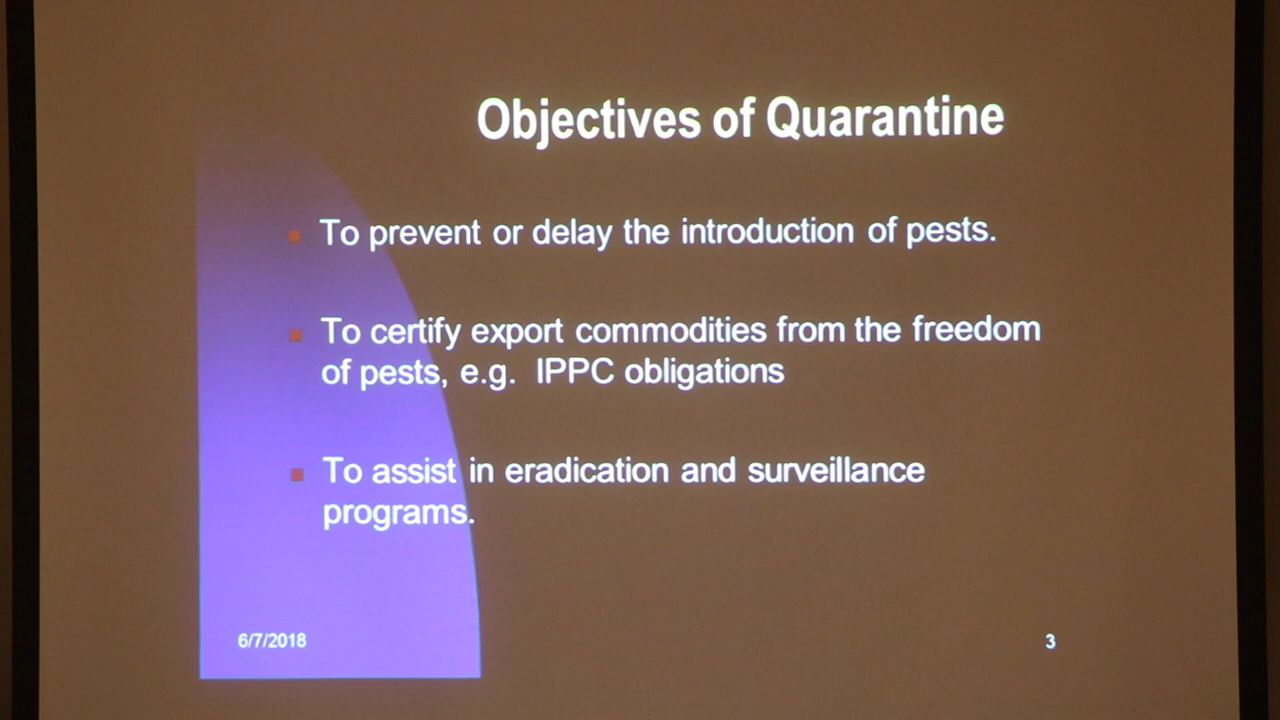 Objectives of Quarantine
To prevent or delay the introduction of pests.
To certify export commodities from the freedom
of pests, e.g. IPPC obligations
To assist in eradication and surveillance
programs.
6/7/2018
3